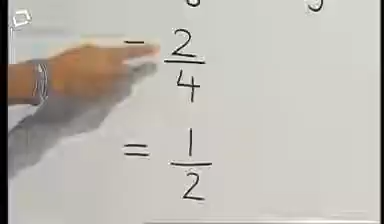 = 2/4
= 1/2